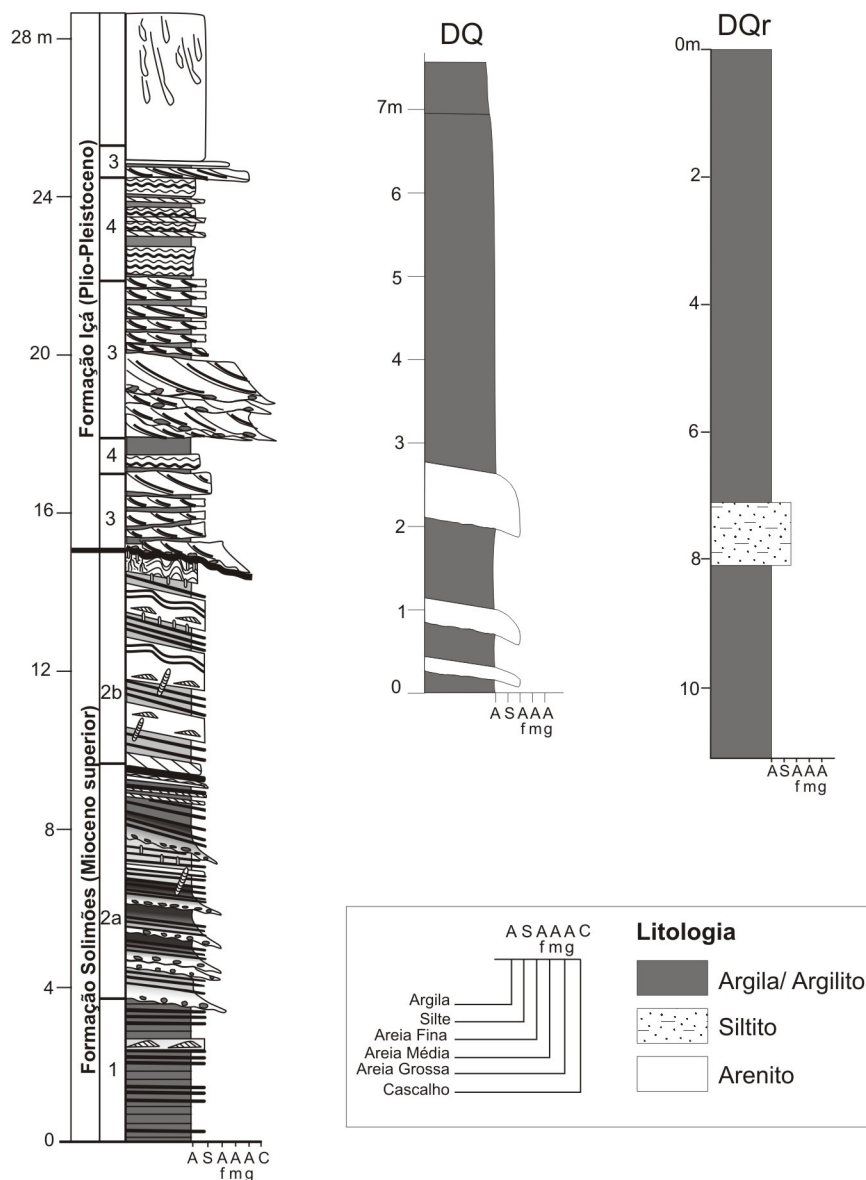 28 m
24
20
16
12
8
4
0
Formação Içá (Plio-Pleistoceno)
Formação Solimões (Mioceno superior)
3
4
3
4
3
2b
2a
1
A S A A A C
f m g
DQ
7m
6
5
4
3
2
1
0
A S A A A
f m g
DQr
0m
2
4
6
8
10
A S A A A
f m g
A S A A A C
f m g
Argila
Silte
Areia Fina
Areia Média
Areia Grossa
Cascalho
Litologia
Argila/ Argilito
Siltito
Arenito